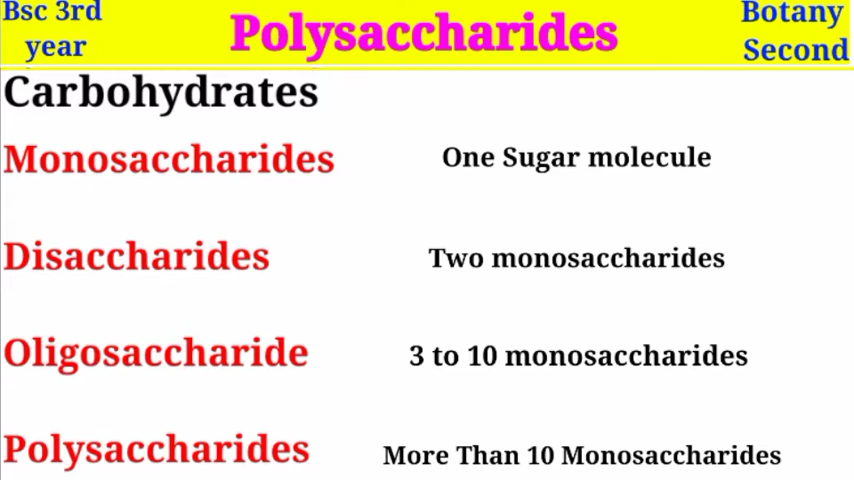 Bsc 3rd
year
Polysaccharides
Botany
Second
Carbohydrates
Monosaccharides One Sugar molecule
Disaccharides Two monosaccharides
Oligosaccharide 3 to 10 monosaccharides
Polysaccharides More Than 10 Monosaccharides